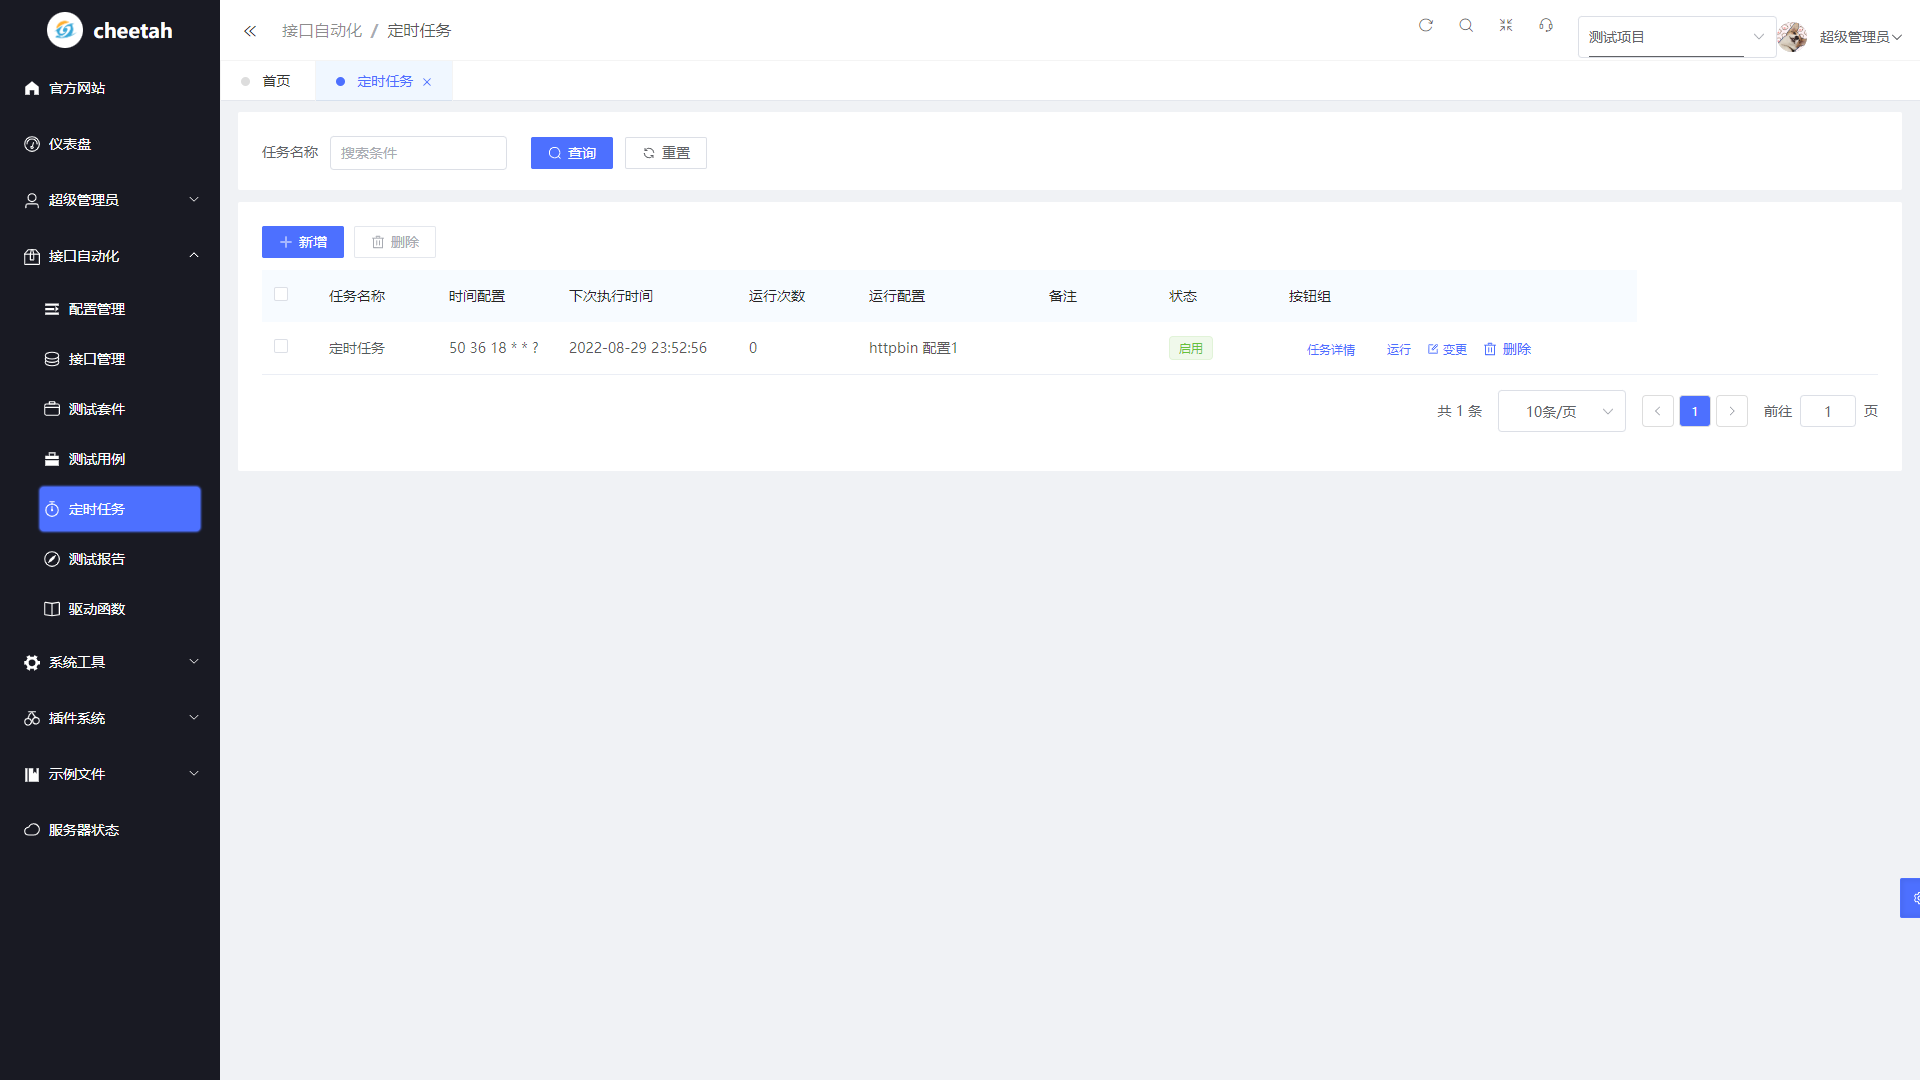 cheetah
官方网站
仪表盘
超级管理员
接口自动化
配置管理
接口管理
测试套件
测试用例
定时任务
测试报告
驱动函数
系统工具
插件系统
示例文件
服务器状态
接口自动化 / 定时任务
测试项目
超级管理员
首页
定时任务
任务名称 搜索条件 查询 重置
新增 删除
任务名称 时间配置 下次执行时间 运行次数 运行配置 备注 状态 按钮组
定时任务 50 36 18 * * ? 2022-08-29 23:52:56 0 httpbin 配置1 启用 任务详情 运行 变更 删除
共 1 条 10条/页 1 前往 1 页